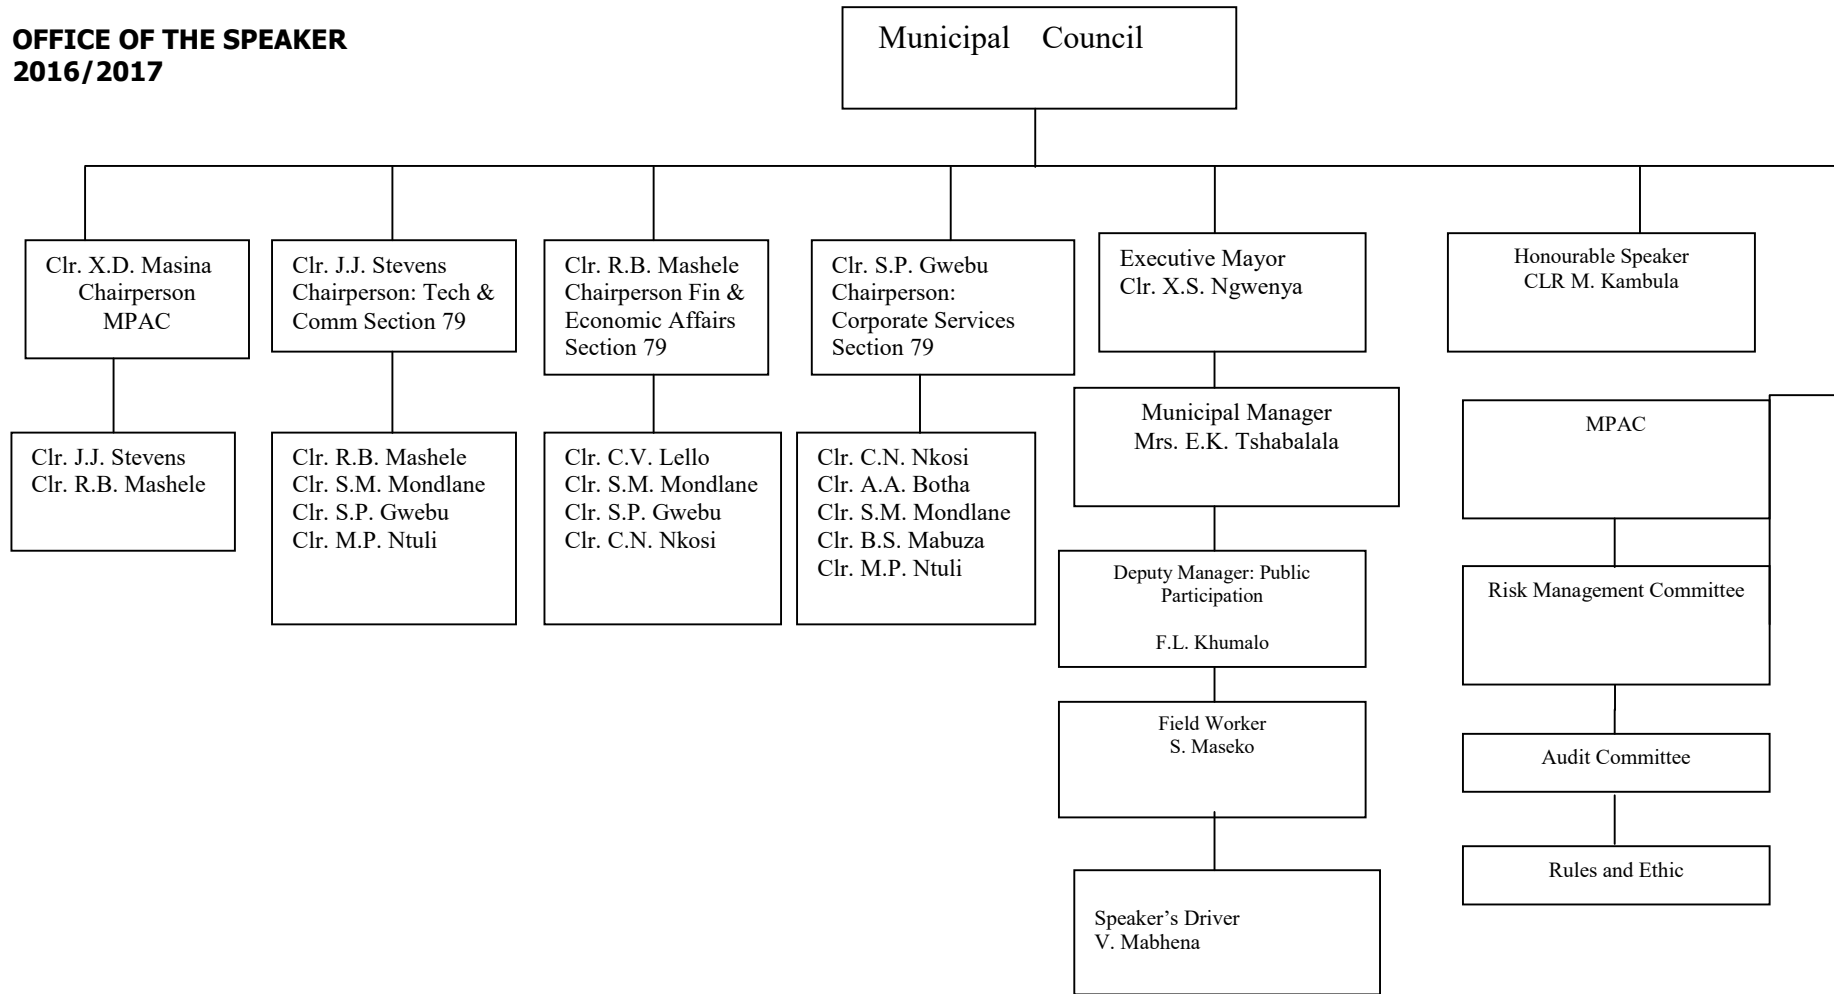 OFFICE OF THE SPEAKER
2016/2017
Municipal Council
Clr. X.D. Masina
Chairperson
MPAC
Clr. J.J. Stevens
Chairperson: Tech &
Comm Section 79
Clr. R.B. Mashele
Chairperson Fin &
Economic Affairs
Section 79
Clr. S.P. Gwebu
Chairperson:
Corporate Services
Section 79
Executive Mayor
Clr. X.S. Ngwenya
Honourable Speaker
CLR M. Kambula
Clr. J.J. Stevens
Clr. R.B. Mashele
Clr. R.B. Mashele
Clr. S.M. Mondlane
Clr. S.P. Gwebu
Clr. M.P. Ntuli
Clr. C.V. Lello
Clr. S.M. Mondlane
Clr. S.P. Gwebu
Clr. C.N. Nkosi
Clr. C.N. Nkosi
Clr. A.A. Botha
Clr. S.M. Mondlane
Clr. B.S. Mabuza
Clr. M.P. Ntuli
Municipal Manager
Mrs. E.K. Tshabalala
MPAC
Deputy Manager: Public
Participation
F.L. Khumalo
Risk Management Committee
Field Worker
S. Maseko
Audit Committee
Rules and Ethic
Speaker’s Driver
V. Mabhena